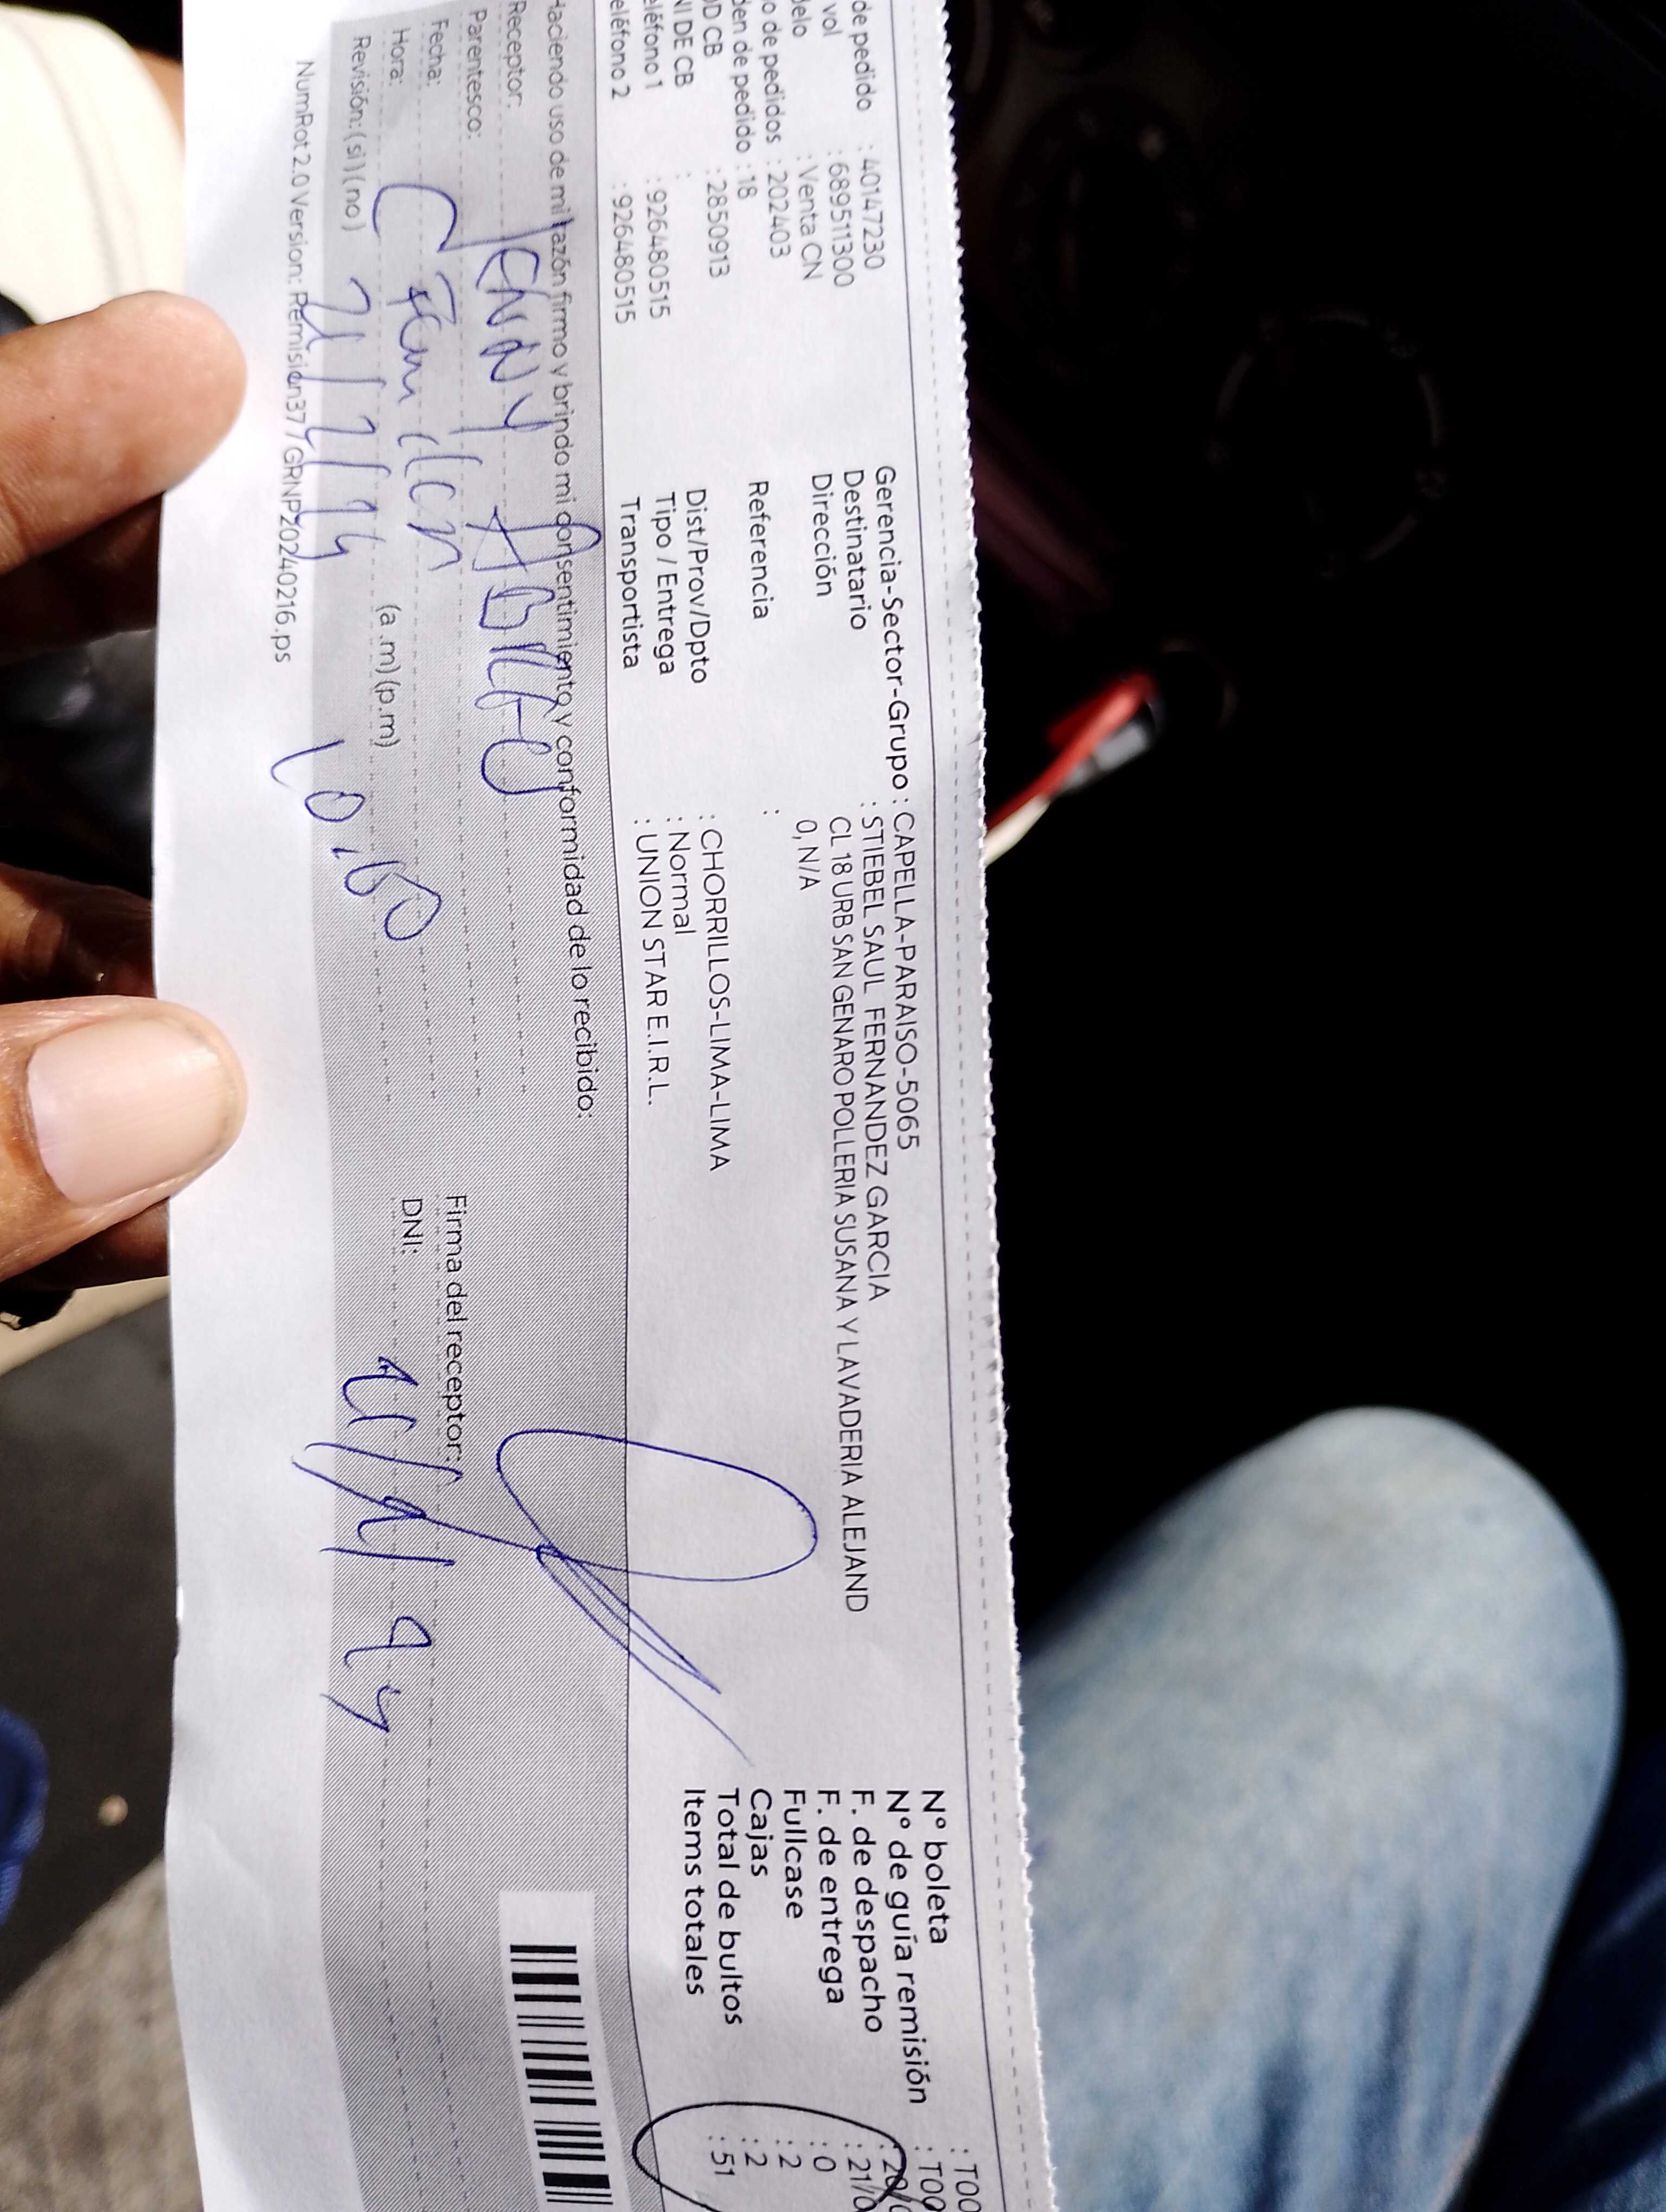 de pedido : 40147230
vol : 689511300
delo : Venta CN
o de pedidos : 202403
den de pedido : 18
OD CB : 2850913
NI DE CB :
eléfono 1 : 926480515
eléfono 2 : 926480515
Gerencia-Sector-Grupo : CAPELLA-PARAISO-5065
Destinatario : STIEBEL SAUL FERNANDEZ GARCIA
Dirección CL 18 URB SAN GENARO POLLERIA SUSANA Y LAVADERIA ALEJAND
0, N/A
Referencia :
Dist/Prov/Dpto : CHORRILLOS-LIMA-LIMA
Tipo / Entrega : Normal
Transportista : UNION STAR E.I.R.L.
N° boleta : T00
N° de guía remisión : T00
F. de despacho : 20/0
F. de entrega : 21/0
Fullcase : 0
Cajas : 2
Total de bultos : 2
Items totales : 51
Haciendo uso de mi razón firmo y brindo mi consentimiento y conformidad de lo recibido:
Receptor: JENNY ABREU
Parentesco: Familiar
Fecha:
Hora: (a.m) (p.m)
Revisión: (si) (no)
Firma del receptor:
DNI:
NumRot 2.0 Version: Remision377GRNP20240216.ps